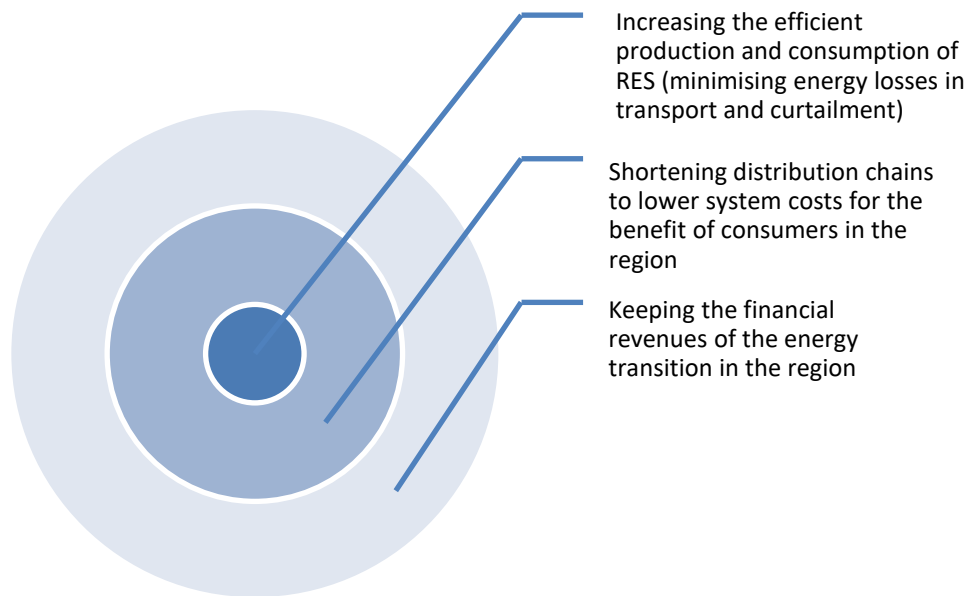 Increasing the efficient
production and consumption of
RES (minimising energy losses in
transport and curtailment)
Shortening distribution chains
to lower system costs for the
benefit of consumers in the
region
Keeping the financial
revenues of the energy
transition in the region